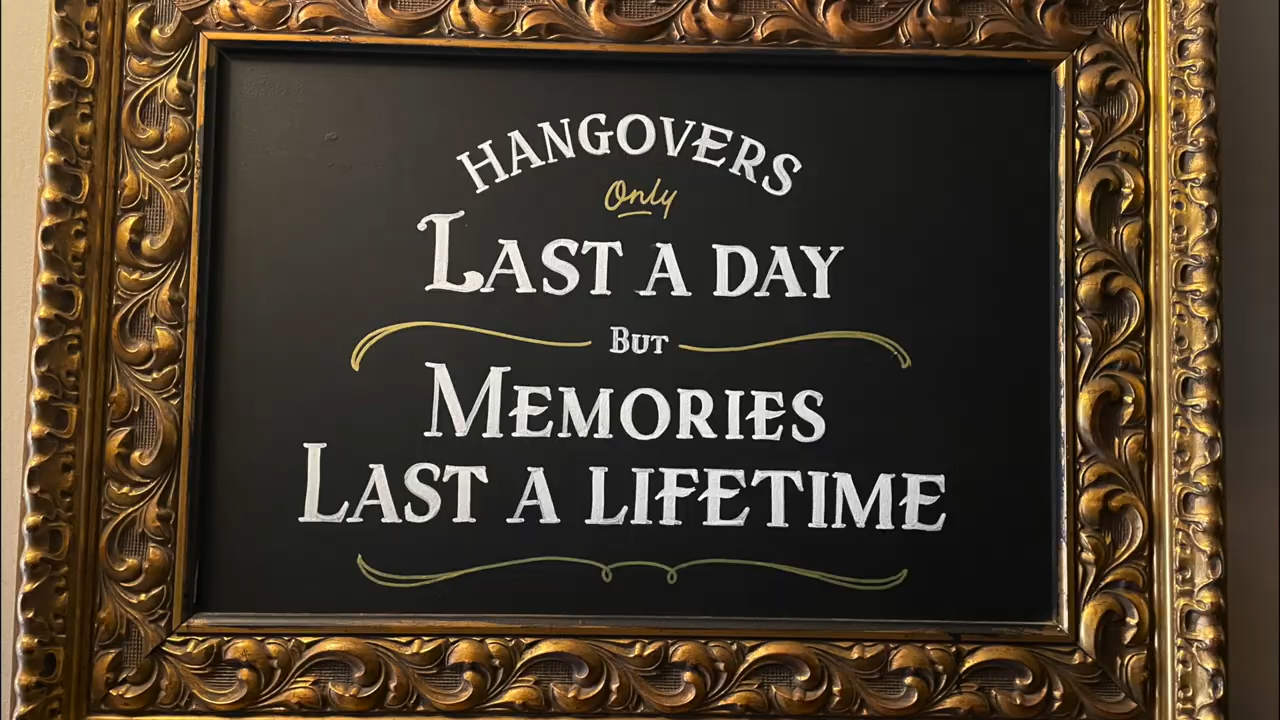 HANGOVERS
Only
LAST A DAY
BUT
MEMORIES
LAST A LIFETIME